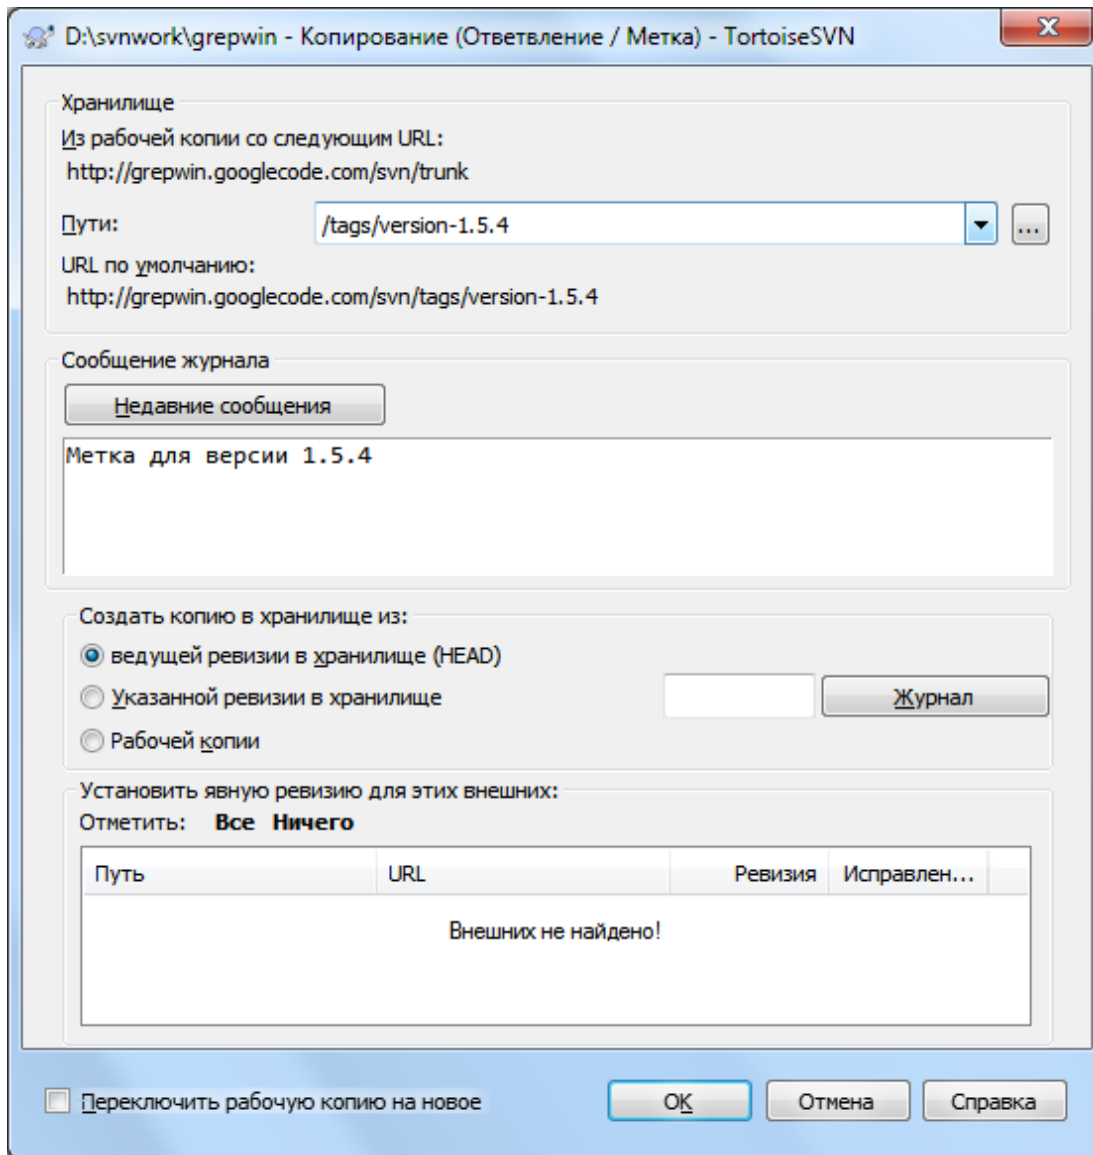 D:\svnwork\grepwin - Копирование (Ответвление / Метка) - TortoiseSVN
Хранилище
Из рабочей копии со следующим URL:
http://grepwin.googlecode.com/svn/trunk
Пути: /tags/version-1.5.4 ...
URL по умолчанию:
http://grepwin.googlecode.com/svn/tags/version-1.5.4
Сообщение журнала
Недавние сообщения
Метка для версии 1.5.4
Создать копию в хранилище из:
ведущей ревизии в хранилище (HEAD)
Указанной ревизии в хранилище Журнал
Рабочей копии
Установить явную ревизию для этих внешних:
Отметить: Все Ничего
Путь URL Ревизия Исправлен...
Внешних не найдено!
Переключить рабочую копию на новое OK Отмена Справка